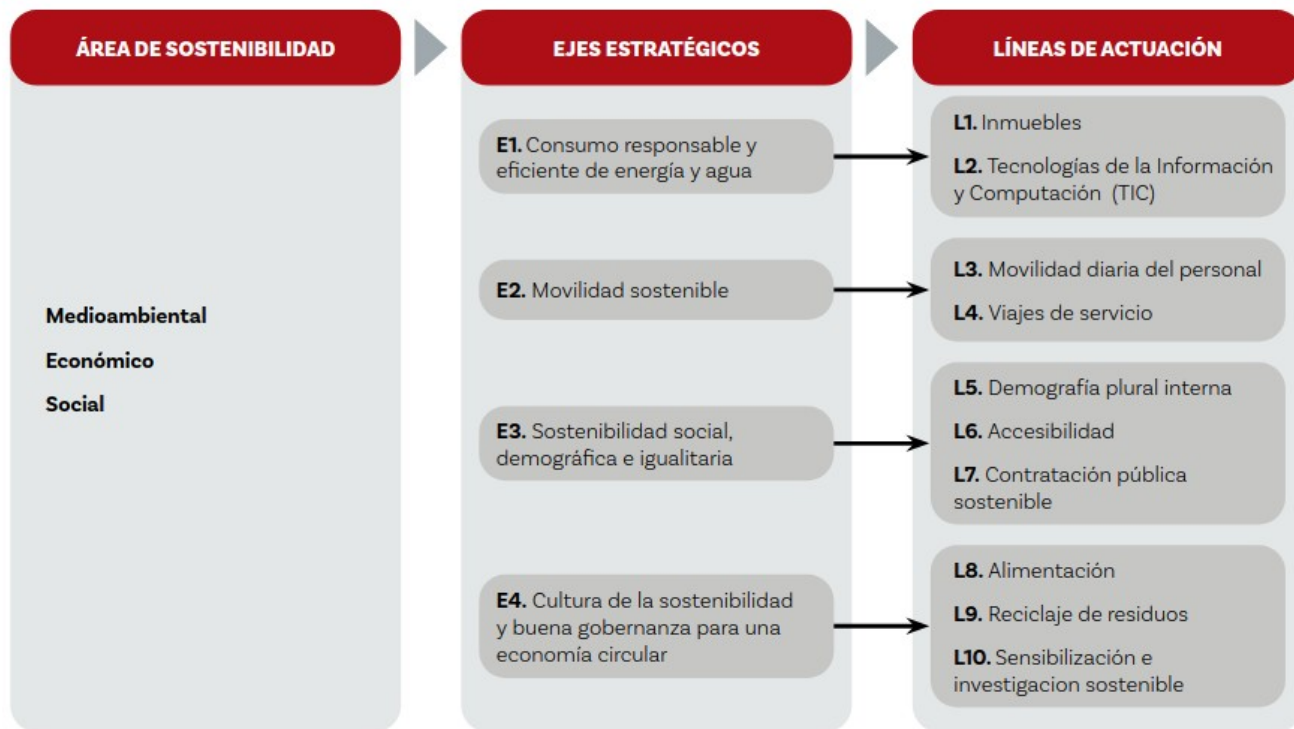 ÁREA DE SOSTENIBILIDAD
Medioambiental
Económico
Social
EJES ESTRATÉGICOS
E1. Consumo responsable y
eficiente de energía y agua
E2. Movilidad sostenible
E3. Sostenibilidad social,
demográfica e igualitaria
E4. Cultura de la sostenibilidad
y buena gobernanza para una
economía circular
LÍNEAS DE ACTUACIÓN
L1. Inmuebles
L2. Tecnologías de la Información
y Computación (TIC)
L3. Movilidad diaria del personal
L4. Viajes de servicio
L5. Demografía plural interna
L6. Accesibilidad
L7. Contratación pública
sostenible
L8. Alimentación
L9. Reciclaje de residuos
L10. Sensibilización e
investigacion sostenible